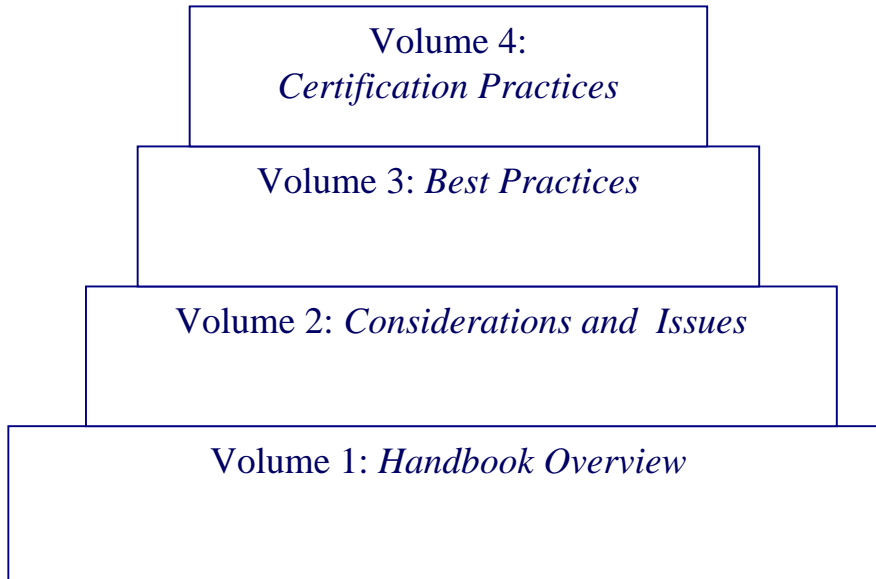 Volume 4:
Certification Practices
Volume 3: Best Practices
Volume 2: Considerations and  Issues
Volume 1: Handbook Overview